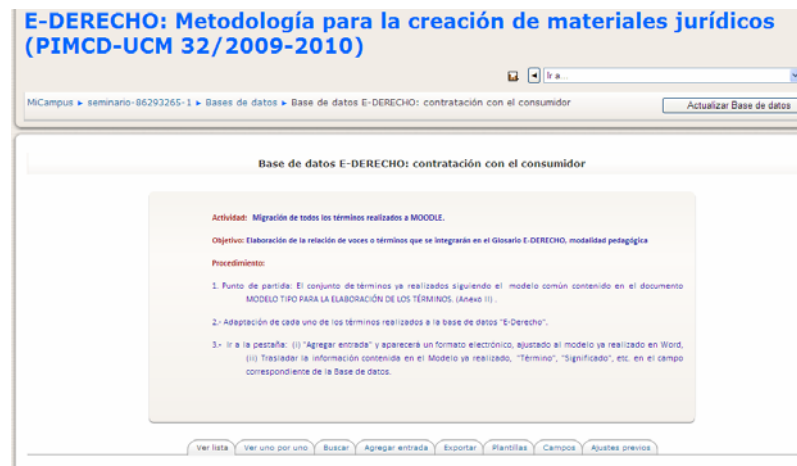 E-DERECHO: Metodología para la creación de materiales jurídicos
(PIMCD-UCM 32/2009-2010)
Ir a...
MiCampus ► seminario-86293265-1 ► Bases de datos ► Base de datos E-DERECHO: contratación con el consumidor
Actualizar Base de datos
Base de datos E-DERECHO: contratación con el consumidor
Actividad: Migración de todos los términos realizados a MOODLE.
Objetivo: Elaboración de la relación de voces o términos que se integrarán en el Glosario E-DERECHO, modalidad pedagógica
Procedimiento:
1. Punto de partida: El conjunto de términos ya realizados siguiendo el modelo común contenido en el documento
MODELO TIPO PARA LA ELABORACIÓN DE LOS TÉRMINOS. (Anexo II) .
2.- Adaptación de cada uno de los términos realizados a la base de datos "E-Derecho".
3.- Ir a la pestaña: (i) "Agregar entrada" y aparecerá un formato electrónico, ajustado al modelo ya realizado en Word,
(ii) Trasladar la información contenida en el Modelo ya realizado, "Término", "Significado", etc. en el campo
correspondiente de la Base de datos.
Ver lista Ver uno por uno Buscar Agregar entrada Exportar Plantillas Campos Ajustes previos